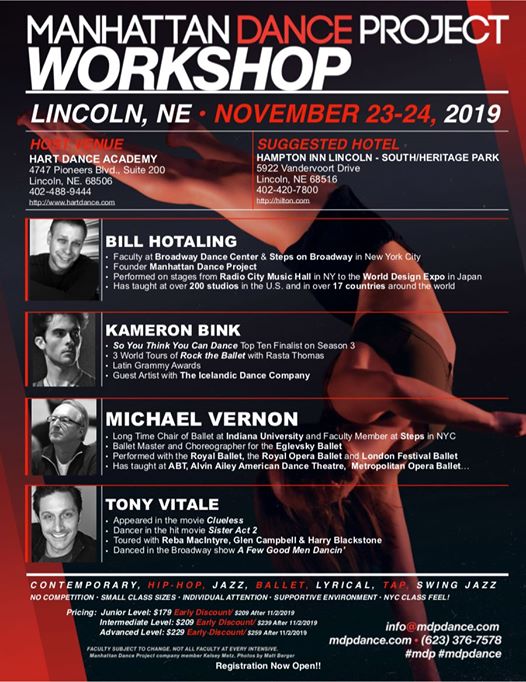 MANHATTAN DANCE PROJECT
WORKSHOP
LINCOLN, NE • NOVEMBER 23-24, 2019
HOST VENUE
HART DANCE ACADEMY
4747 Pioneers Blvd., Suite 200
Lincoln, NE. 68506
402-488-9444
http://www.hartdance.com
SUGGESTED HOTEL
HAMPTON INN LINCOLN - SOUTH/HERITAGE PARK
5922 Vandervoort Drive
Lincoln, NE 68516
402-420-7800
http://hilton.com
BILL HOTALING
• Faculty at Broadway Dance Center & Steps on Broadway in New York City
• Founder Manhattan Dance Project
• Performed on stages from Radio City Music Hall in NY to the World Design Expo in Japan
• Has taught at over 200 studios in the U.S. and in over 17 countries around the world
KAMERON BINK
• So You Think You Can Dance Top Ten Finalist on Season 3
• 3 World Tours of Rock the Ballet with Rasta Thomas
• Latin Grammy Awards
• Guest Artist with The Icelandic Dance Company
MICHAEL VERNON
• Long Time Chair of Ballet at Indiana University and Faculty Member at Steps in NYC
• Ballet Master and Choreographer for the Eglevsky Ballet
• Performed with the Royal Ballet, the Royal Opera Ballet and London Festival Ballet
• Has taught at ABT, Alvin Ailey American Dance Theatre, Metropolitan Opera Ballet…
TONY VITALE
• Appeared in the movie Clueless
• Dancer in the hit movie Sister Act 2
• Toured with Reba MacIntyre, Glen Campbell & Harry Blackstone
• Danced in the Broadway show A Few Good Men Dancin'
CONTEMPORARY, HIP-HOP, JAZZ, BALLET, LYRICAL, TAP, SWING JAZZ
NO COMPETITION • SMALL CLASS SIZES • INDIVIDUAL ATTENTION • SUPPORTIVE ENVIRONMENT • NYC CLASS FEEL!
Pricing: Junior Level: $179 Early Discount/ $209 After 11/2/2019
Intermediate Level: $209 Early Discount/ $239 After 11/2/2019
Advanced Level: $229 Early Discount/ $259 After 11/2/2019
FACULTY SUBJECT TO CHANGE. NOT ALL FACULTY AT EVERY INTENSIVE.
Manhattan Dance Project company member Kelsey Metz. Photos by Matt Barger
Registration Now Open!!
info@mdpdance.com
mdpdance.com • (623) 376-7578
#mdp #mdpdance